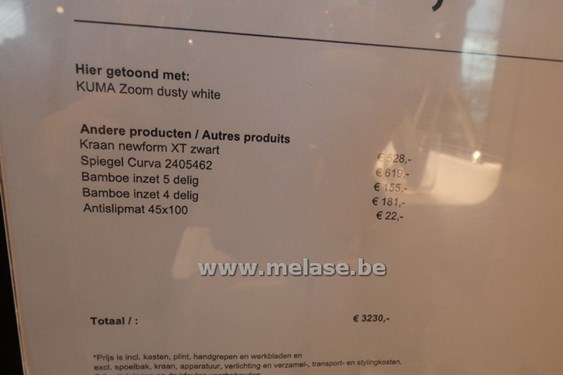 Hier getoond met:
KUMA Zoom dusty white
Andere producten / Autres produits
Kraan newform XT zwart € 528,-
Spiegel Curva 2405462 € 619,-
Bamboe inzet 5 delig € 155,-
Bamboe inzet 4 delig € 181,-
Antislipmat 45x100 € 22,-
www.melase.be
Totaal / : € 3230,-
*Prijs is incl. kasten, plint, handgrepen en werkbladen en
excl. spoelbak, kraan, apparatuur, verlichting en verzamel-, transport- en stylingkosten.